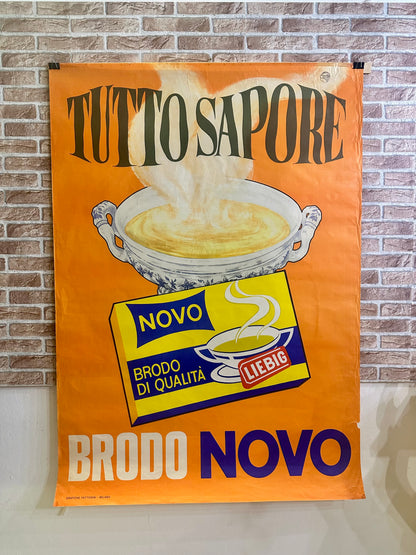 TUTTO SAPORE
NOVO
BRODO
DI QUALITÀ
LIEBIG
BRODO NOVO